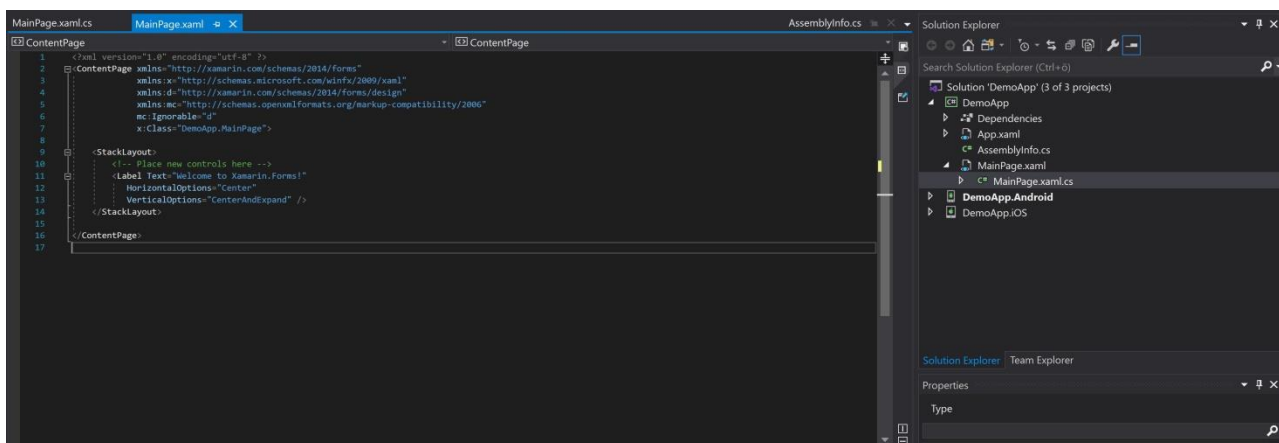 MainPage.xaml.cs
MainPage.xaml
AssemblyInfo.cs
ContentPage
ContentPage
1 <?xml version="1.0" encoding="utf-8" ?>
2 <ContentPage xmlns="http://xamarin.com/schemas/2014/forms"
3 xmlns:x="http://schemas.microsoft.com/winfx/2009/xaml"
4 xmlns:d="http://xamarin.com/schemas/2014/forms/design"
5 xmlns:mc="http://schemas.openxmlformats.org/markup-compatibility/2006"
6 mc:Ignorable="d"
7 x:Class="DemoApp.MainPage">
8
9 <StackLayout>
10 <!-- Place new controls here -->
11 <Label Text="Welcome to Xamarin.Forms!"
12 HorizontalOptions="Center"
13 VerticalOptions="CenterAndExpand" />
14 </StackLayout>
15
16 </ContentPage>
17
Solution Explorer
Search Solution Explorer (Ctrl+ö)
Solution 'DemoApp' (3 of 3 projects)
C# DemoApp
Dependencies
App.xaml
C# AssemblyInfo.cs
MainPage.xaml
C# MainPage.xaml.cs
DemoApp.Android
DemoApp.iOS
Solution Explorer Team Explorer
Properties
Type